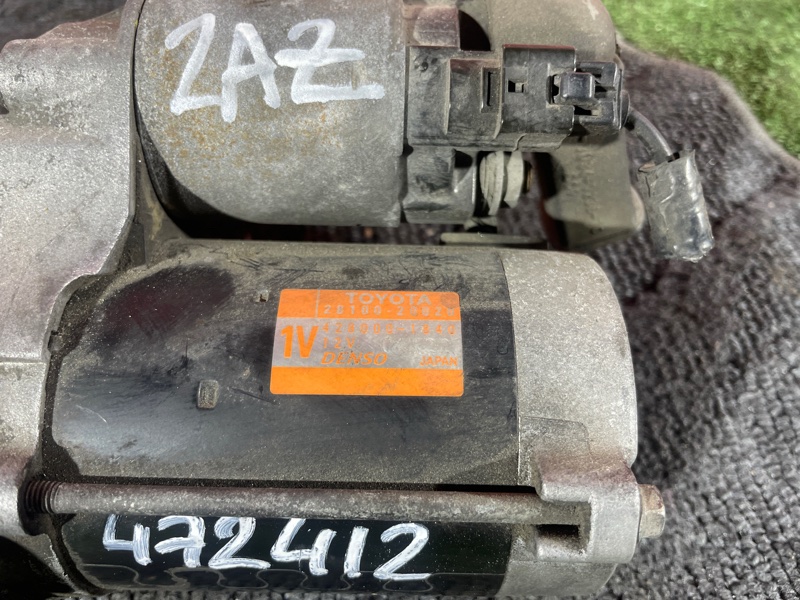 2AZ
TOYOTA
1V
DENSO
JAPAN
472412